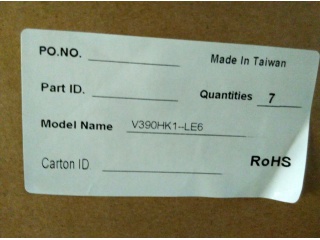 PO.NO.
Made In Taiwan
Part ID.
Quantities 7
Model Name V390HK1--LE6
Carton ID
RoHS